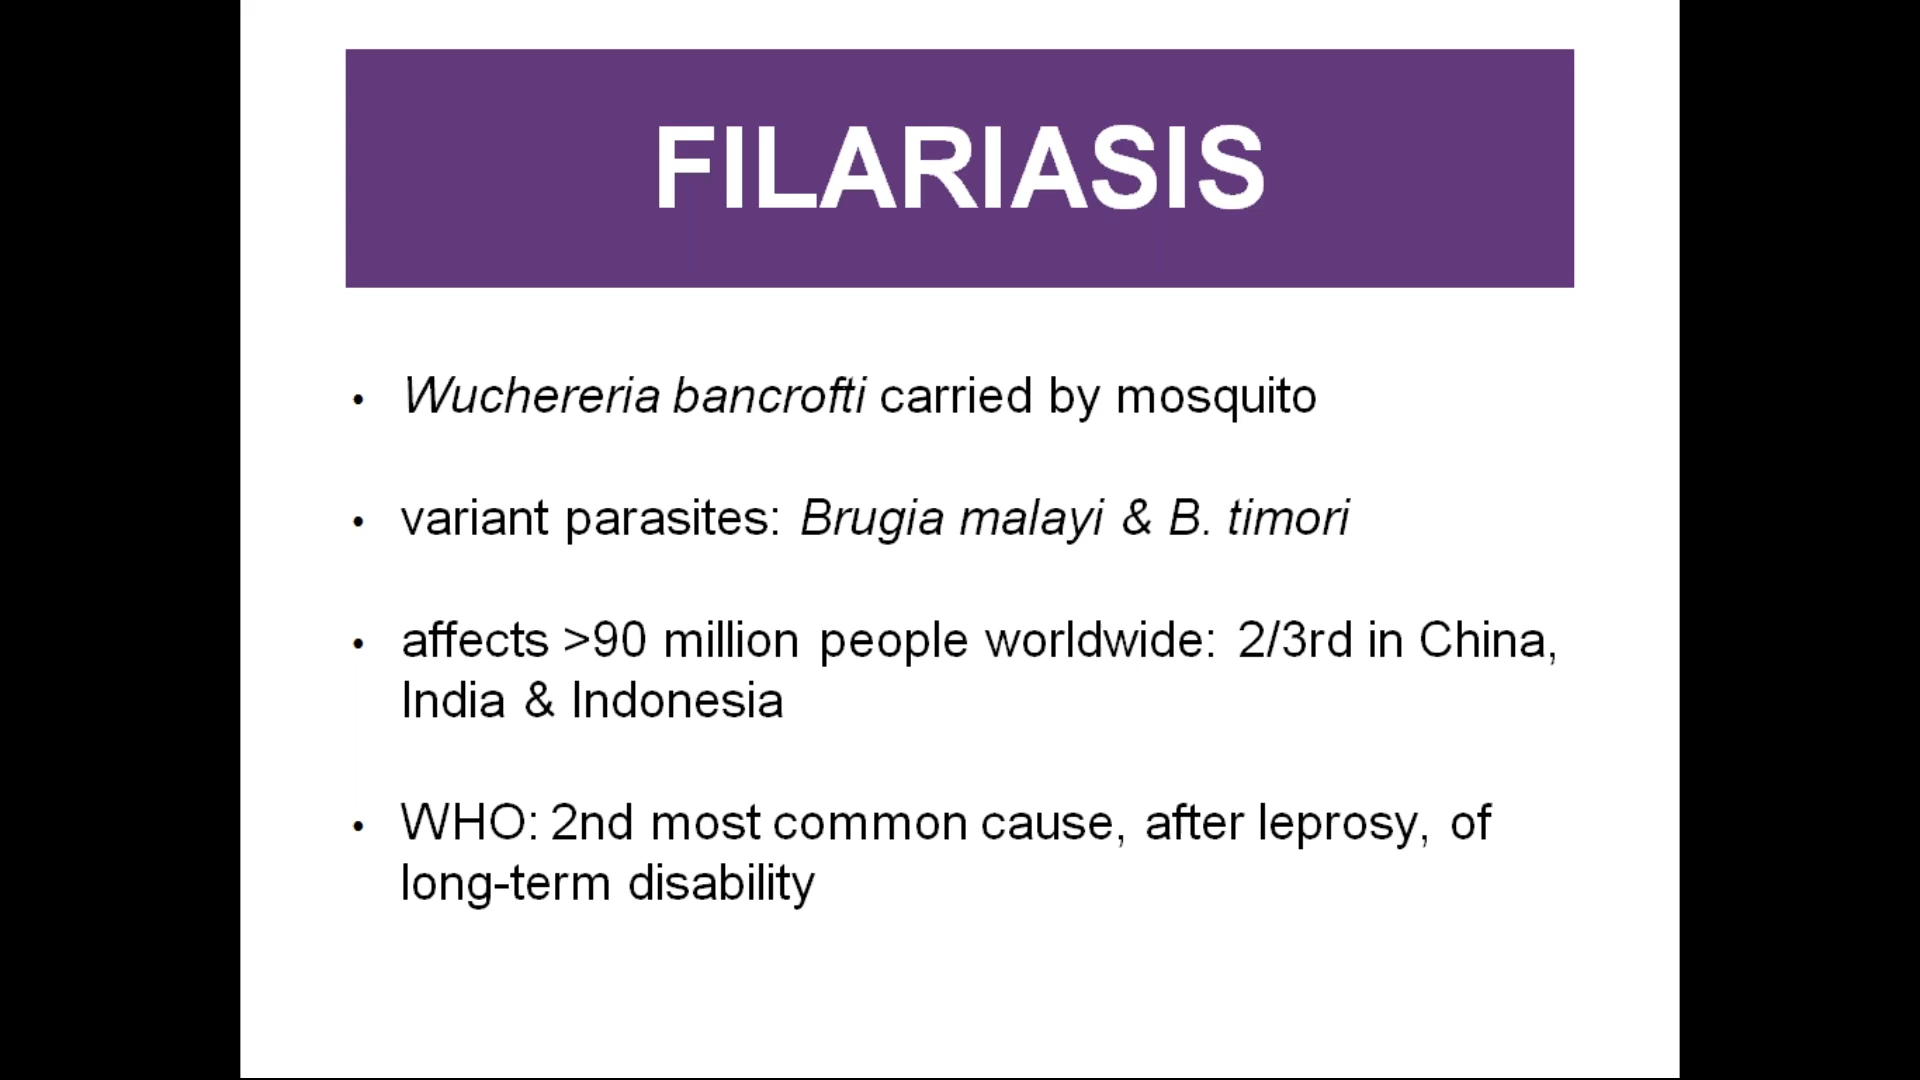 FILARIASIS
• Wuchereria bancrofti carried by mosquito
• variant parasites: Brugia malayi & B. timori
• affects >90 million people worldwide: 2/3rd in China,
India & Indonesia
• WHO: 2nd most common cause, after leprosy, of
long-term disability